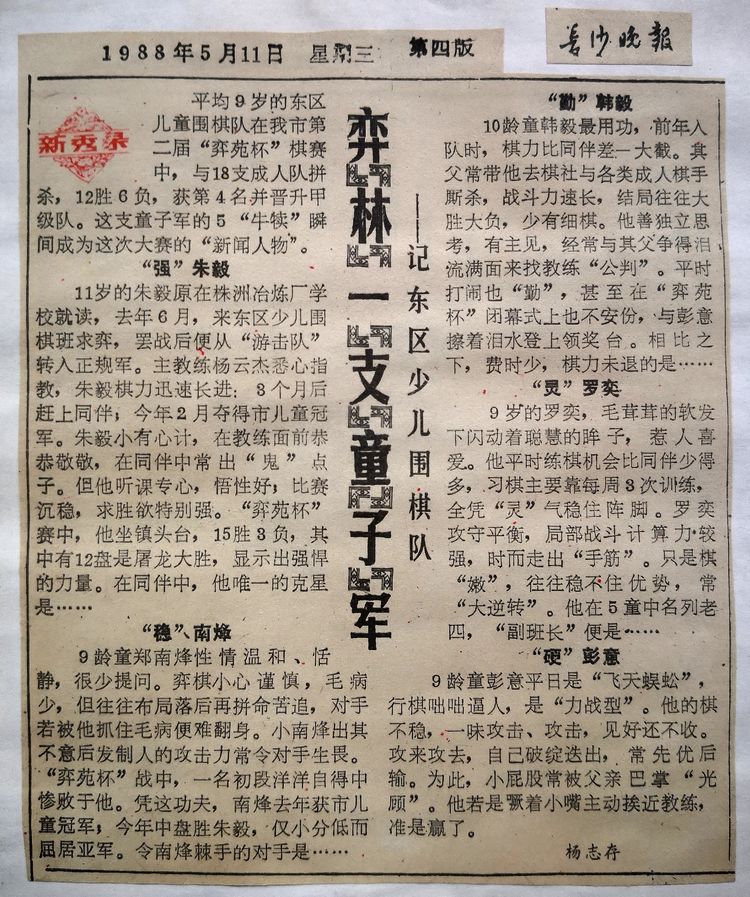 1988年5月11日 星期三 第四版
长沙晚报
新秀录
弈林一支童子军
——记东区少儿围棋队
平均9岁的东区
儿童围棋队在我市第
二届“弈苑杯”棋赛
中,与18支成人队拼
杀,12胜6负,获第4名并晋升甲
级队。这支童子军的5“牛犊”瞬
间成为这次大赛的“新闻人物”。
“强”朱毅
11岁的朱毅原在株洲冶炼厂学
校就读,去年6月,来东区少儿围
棋班求弈,罢战后便从“游击队”
转入正规军。主教练杨云杰悉心指
教,朱毅棋力迅速长进:3个月后
赶上同伴;今年2月夺得市儿童冠
军。朱毅小有心计,在教练面前恭
恭敬敬,在同伴中常出“鬼”点
子。但他听课专心,悟性好;比赛
沉稳,求胜欲特别强。“弈苑杯”
赛中,他坐镇头台,15胜3负,其
中有12盘是屠龙大胜,显示出强悍
的力量。在同伴中,他唯一的克星
是……
“稳”南烽
9龄童郑南烽性情温和、恬
静,很少提问。弈棋小心谨慎,毛病
少,但往往布局落后再拼命苦追,对手
若被他抓住毛病便难翻身。小南烽出其
不意后发制人的攻击力常令对手生畏。
“弈苑杯”战中,一名初段洋洋自得中
惨败于他。凭这功夫,南烽去年获市儿
童冠军;今年中盘胜朱毅,仅小分低而
屈居亚军。令南烽棘手的对手是……
“勤”韩毅
10龄童韩毅最用功,前年入
队时,棋力比同伴差一大截。其
父常带他去棋社与各类成人棋手
厮杀,战斗力速长,结局往往大
胜大负,少有细棋。他善独立思
考,有主见,经常与其父争得泪
流满面来找教练“公判”。平时
打闹也“勤”,甚至在“弈苑
杯”闭幕式上也不安份,与彭意
擦着泪水登上领奖台。相比之
下,费时少,棋力未退的是……
“灵”罗奕
9岁的罗奕,毛茸茸的软发
下闪动着聪慧的眸子,惹人喜
爱。他平时练棋机会比同伴少得
多,习棋主要靠每周3次训练,
全凭“灵”气稳住阵脚。罗奕
攻守平衡,局部战斗计算力较
强,时而走出“手筋”。只是棋
“嫩”,往往稳不住优势,常
“大逆转”。他在5童中名列老
四,“副班长”便是……
“硬”彭意
9龄童彭意平日是“飞天蜈蚣”,
行棋咄咄逼人,是“力战型”。他的棋
不稳,一味攻击、攻击,见好还不收。
攻来攻去,自己破绽迭出,常先优后
输。为此,小屁股常被父亲巴掌“光
顾”。他若是噘着小嘴主动挨近教练,
准是赢了。
杨志存